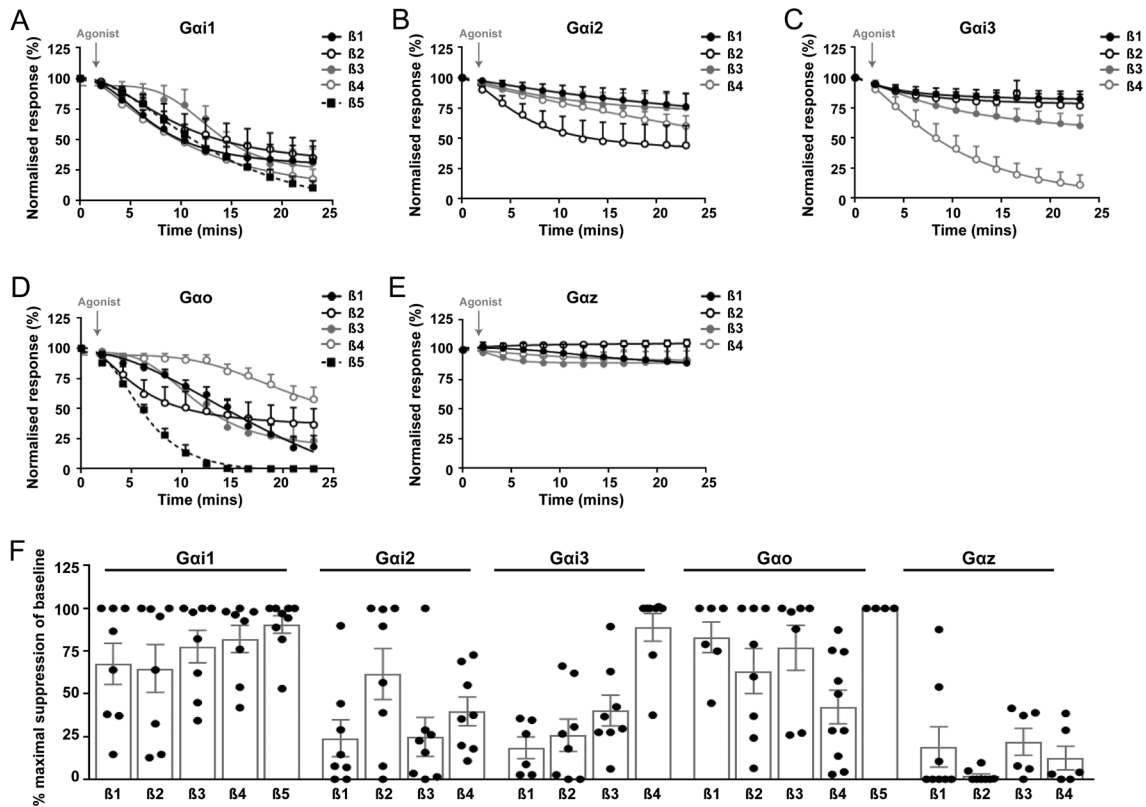 A
Gαi1
Agonist
Normalised response (%)
125
100
75
50
25
0
0 5 10 15 20 25
Time (mins)
ß1
ß2
ß3
ß4
ß5
B
Gαi2
Agonist
Normalised response (%)
125
100
75
50
25
0
0 5 10 15 20 25
Time (mins)
ß1
ß2
ß3
ß4
C
Gαi3
Agonist
Normalised response (%)
125
100
75
50
25
0
0 5 10 15 20 25
Time (mins)
ß1
ß2
ß3
ß4
D
Gαo
Agonist
Normalised response (%)
125
100
75
50
25
0
0 5 10 15 20 25
Time (mins)
ß1
ß2
ß3
ß4
ß5
E
Gαz
Agonist
Normalised response (%)
125
100
75
50
25
0
0 5 10 15 20 25
Time (mins)
ß1
ß2
ß3
ß4
F
% maximal suppression of baseline
Gαi1 Gαi2 Gαi3 Gαo Gαz
125
100
75
50
25
0
ß1 ß2 ß3 ß4 ß5 ß1 ß2 ß3 ß4 ß1 ß2 ß3 ß4 ß1 ß2 ß3 ß4 ß5 ß1 ß2 ß3 ß4